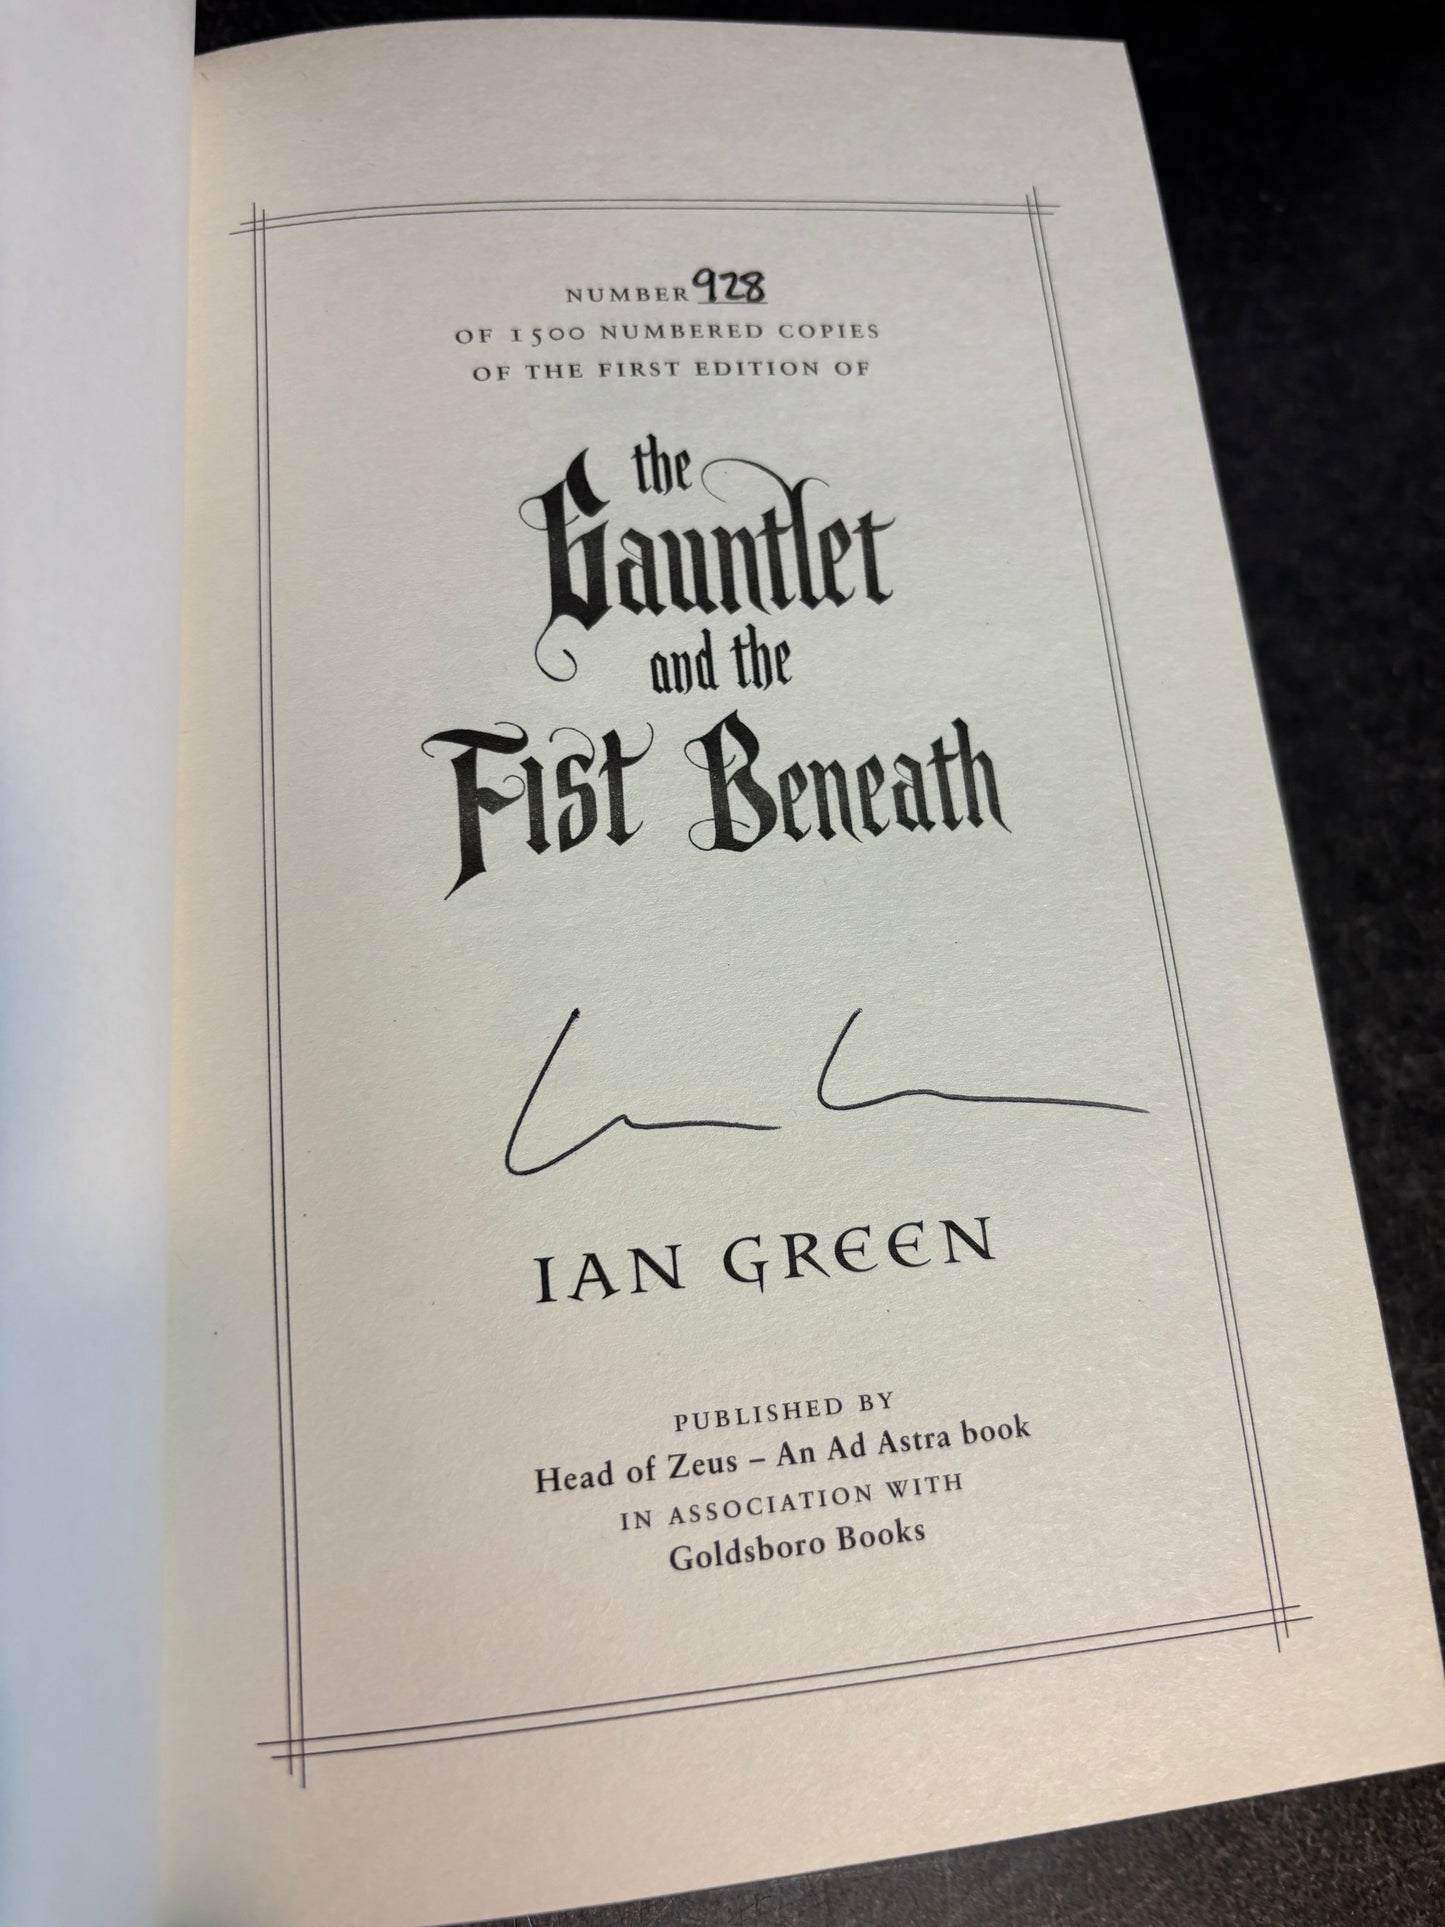 NUMBER 928
OF 1500 NUMBERED COPIES
OF THE FIRST EDITION OF
the
Gauntlet
and the
Fist Beneath
IAN GREEN
PUBLISHED BY
Head of Zeus – An Ad Astra book
IN ASSOCIATION WITH
Goldsboro Books